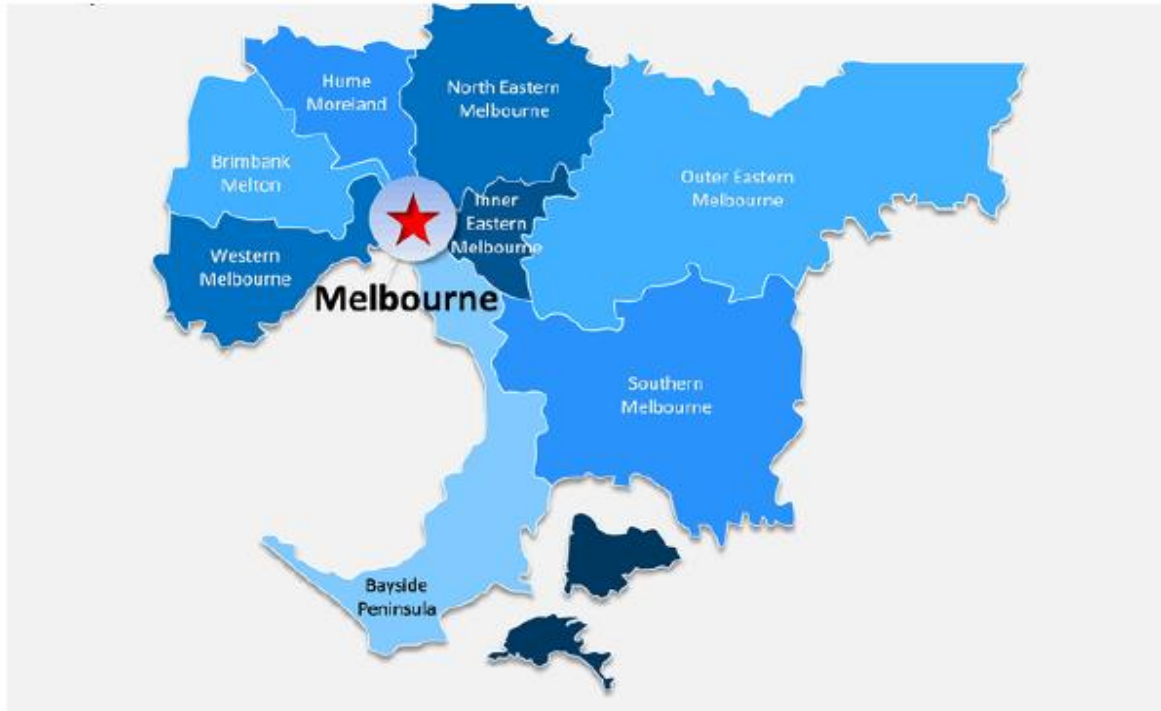 Hume
Moreland
North Eastern
Melbourne
Brimbank
Melton
Outer Eastern
Melbourne
Inner
Eastern
Melbourne
Western
Melbourne
Melbourne
Southern
Melbourne
Bayside
Peninsula